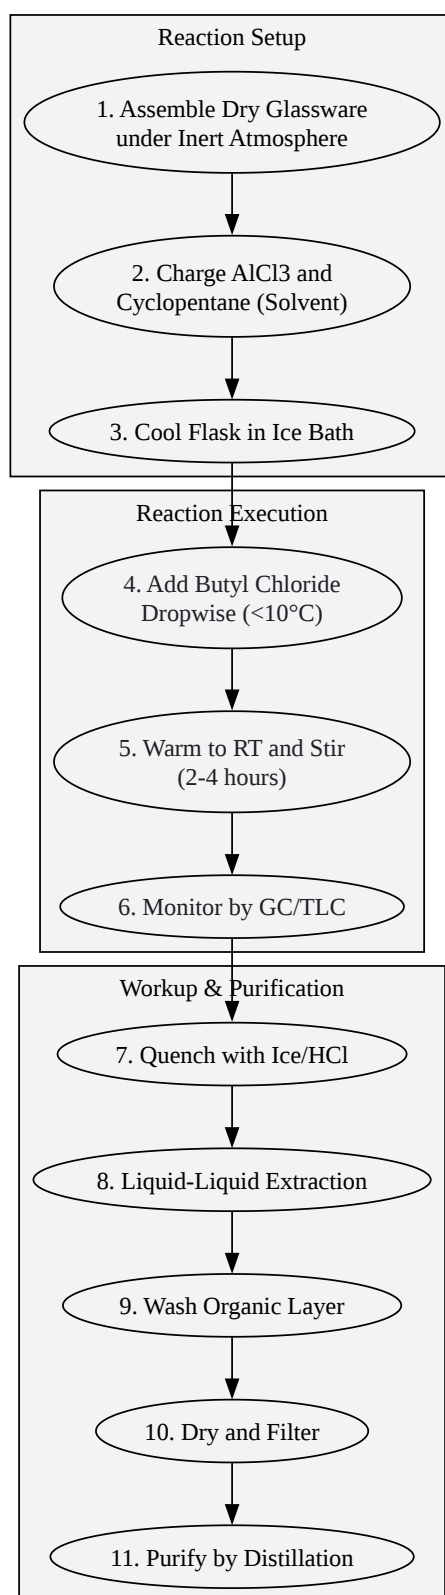 Reaction Setup
1. Assemble Dry Glassware
under Inert Atmosphere
2. Charge AlCl3 and
Cyclopentane (Solvent)
3. Cool Flask in Ice Bath
Reaction Execution
4. Add Butyl Chloride
Dropwise (<10°C)
5. Warm to RT and Stir
(2-4 hours)
6. Monitor by GC/TLC
Workup & Purification
7. Quench with Ice/HCl
8. Liquid-Liquid Extraction
9. Wash Organic Layer
10. Dry and Filter
11. Purify by Distillation